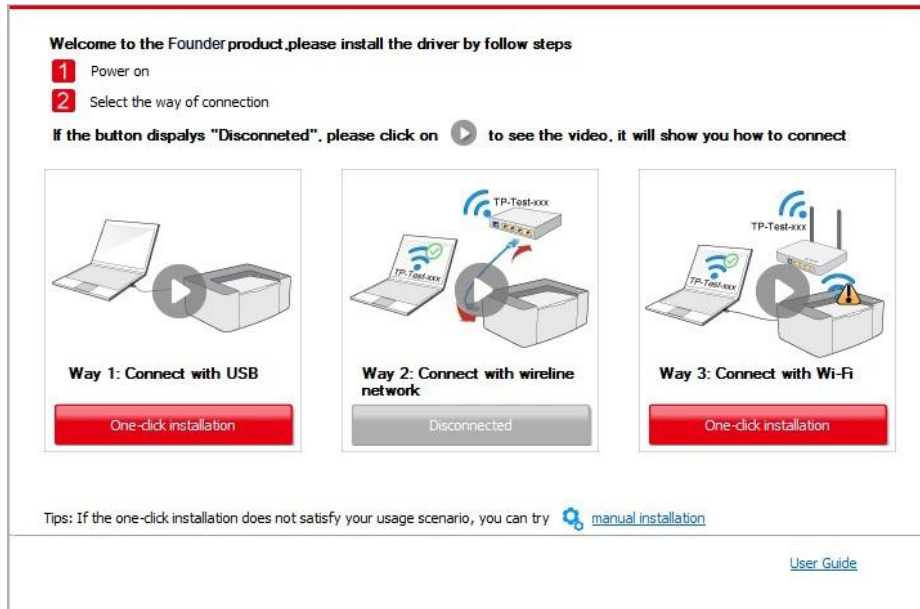 Welcome to the Founder product,please install the driver by follow steps
1 Power on
2 Select the way of connection
If the button dispalys "Disconneted", please click on to see the video, it will show you how to connect
TP-Test-xxx
TP-Test-xxx
TP-Test-xxx
TP-Test-xxx
Way 1: Connect with USB
Way 2: Connect with wireline
network
Way 3: Connect with Wi-Fi
One-click installation
Disconnected
One-click installation
Tips: If the one-click installation does not satisfy your usage scenario, you can try manual installation
User Guide